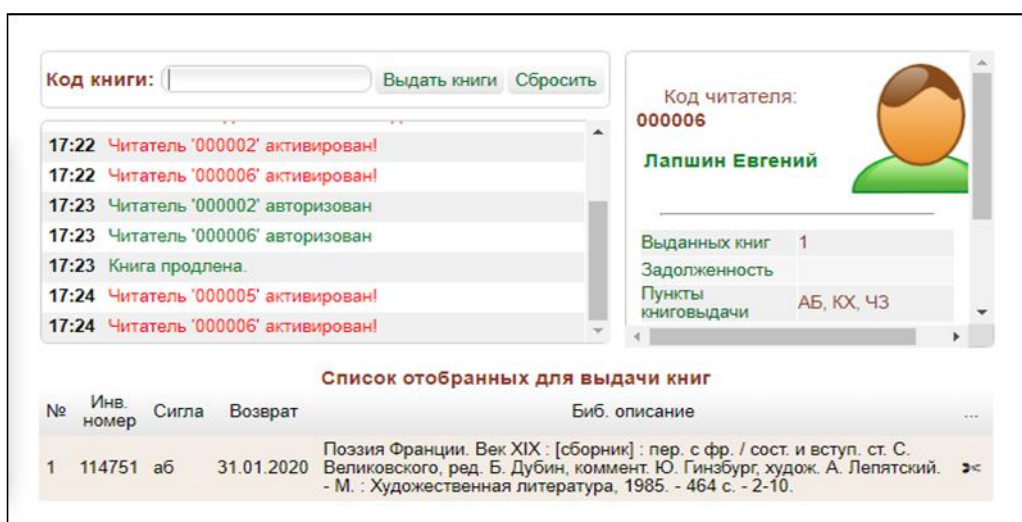 Код книги: Выдать книги Сбросить
17:22 Читатель '000002' активирован!
17:22 Читатель '000006' активирован!
17:23 Читатель '000002' авторизован
17:23 Читатель '000006' авторизован
17:23 Книга продлена.
17:24 Читатель '000005' активирован!
17:24 Читатель '000006' активирован!
Код читателя:
000006
Лапшин Евгений
Выданных книг 1
Задолженность
Пункты
книговыдачи АБ, КХ, ЧЗ
Список отобранных для выдачи книг
№ Инв. номер Сигла Возврат Биб. описание ...
1 114751 аб 31.01.2020 Поэзия Франции. Век XIX : [сборник] : пер. с фр. / сост. и вступ. ст. С.
Великовского, ред. Б. Дубин, коммент. Ю. Гинзбург, худож. А. Лепятский.
- М. : Художественная литература, 1985. - 464 с. - 2-10.